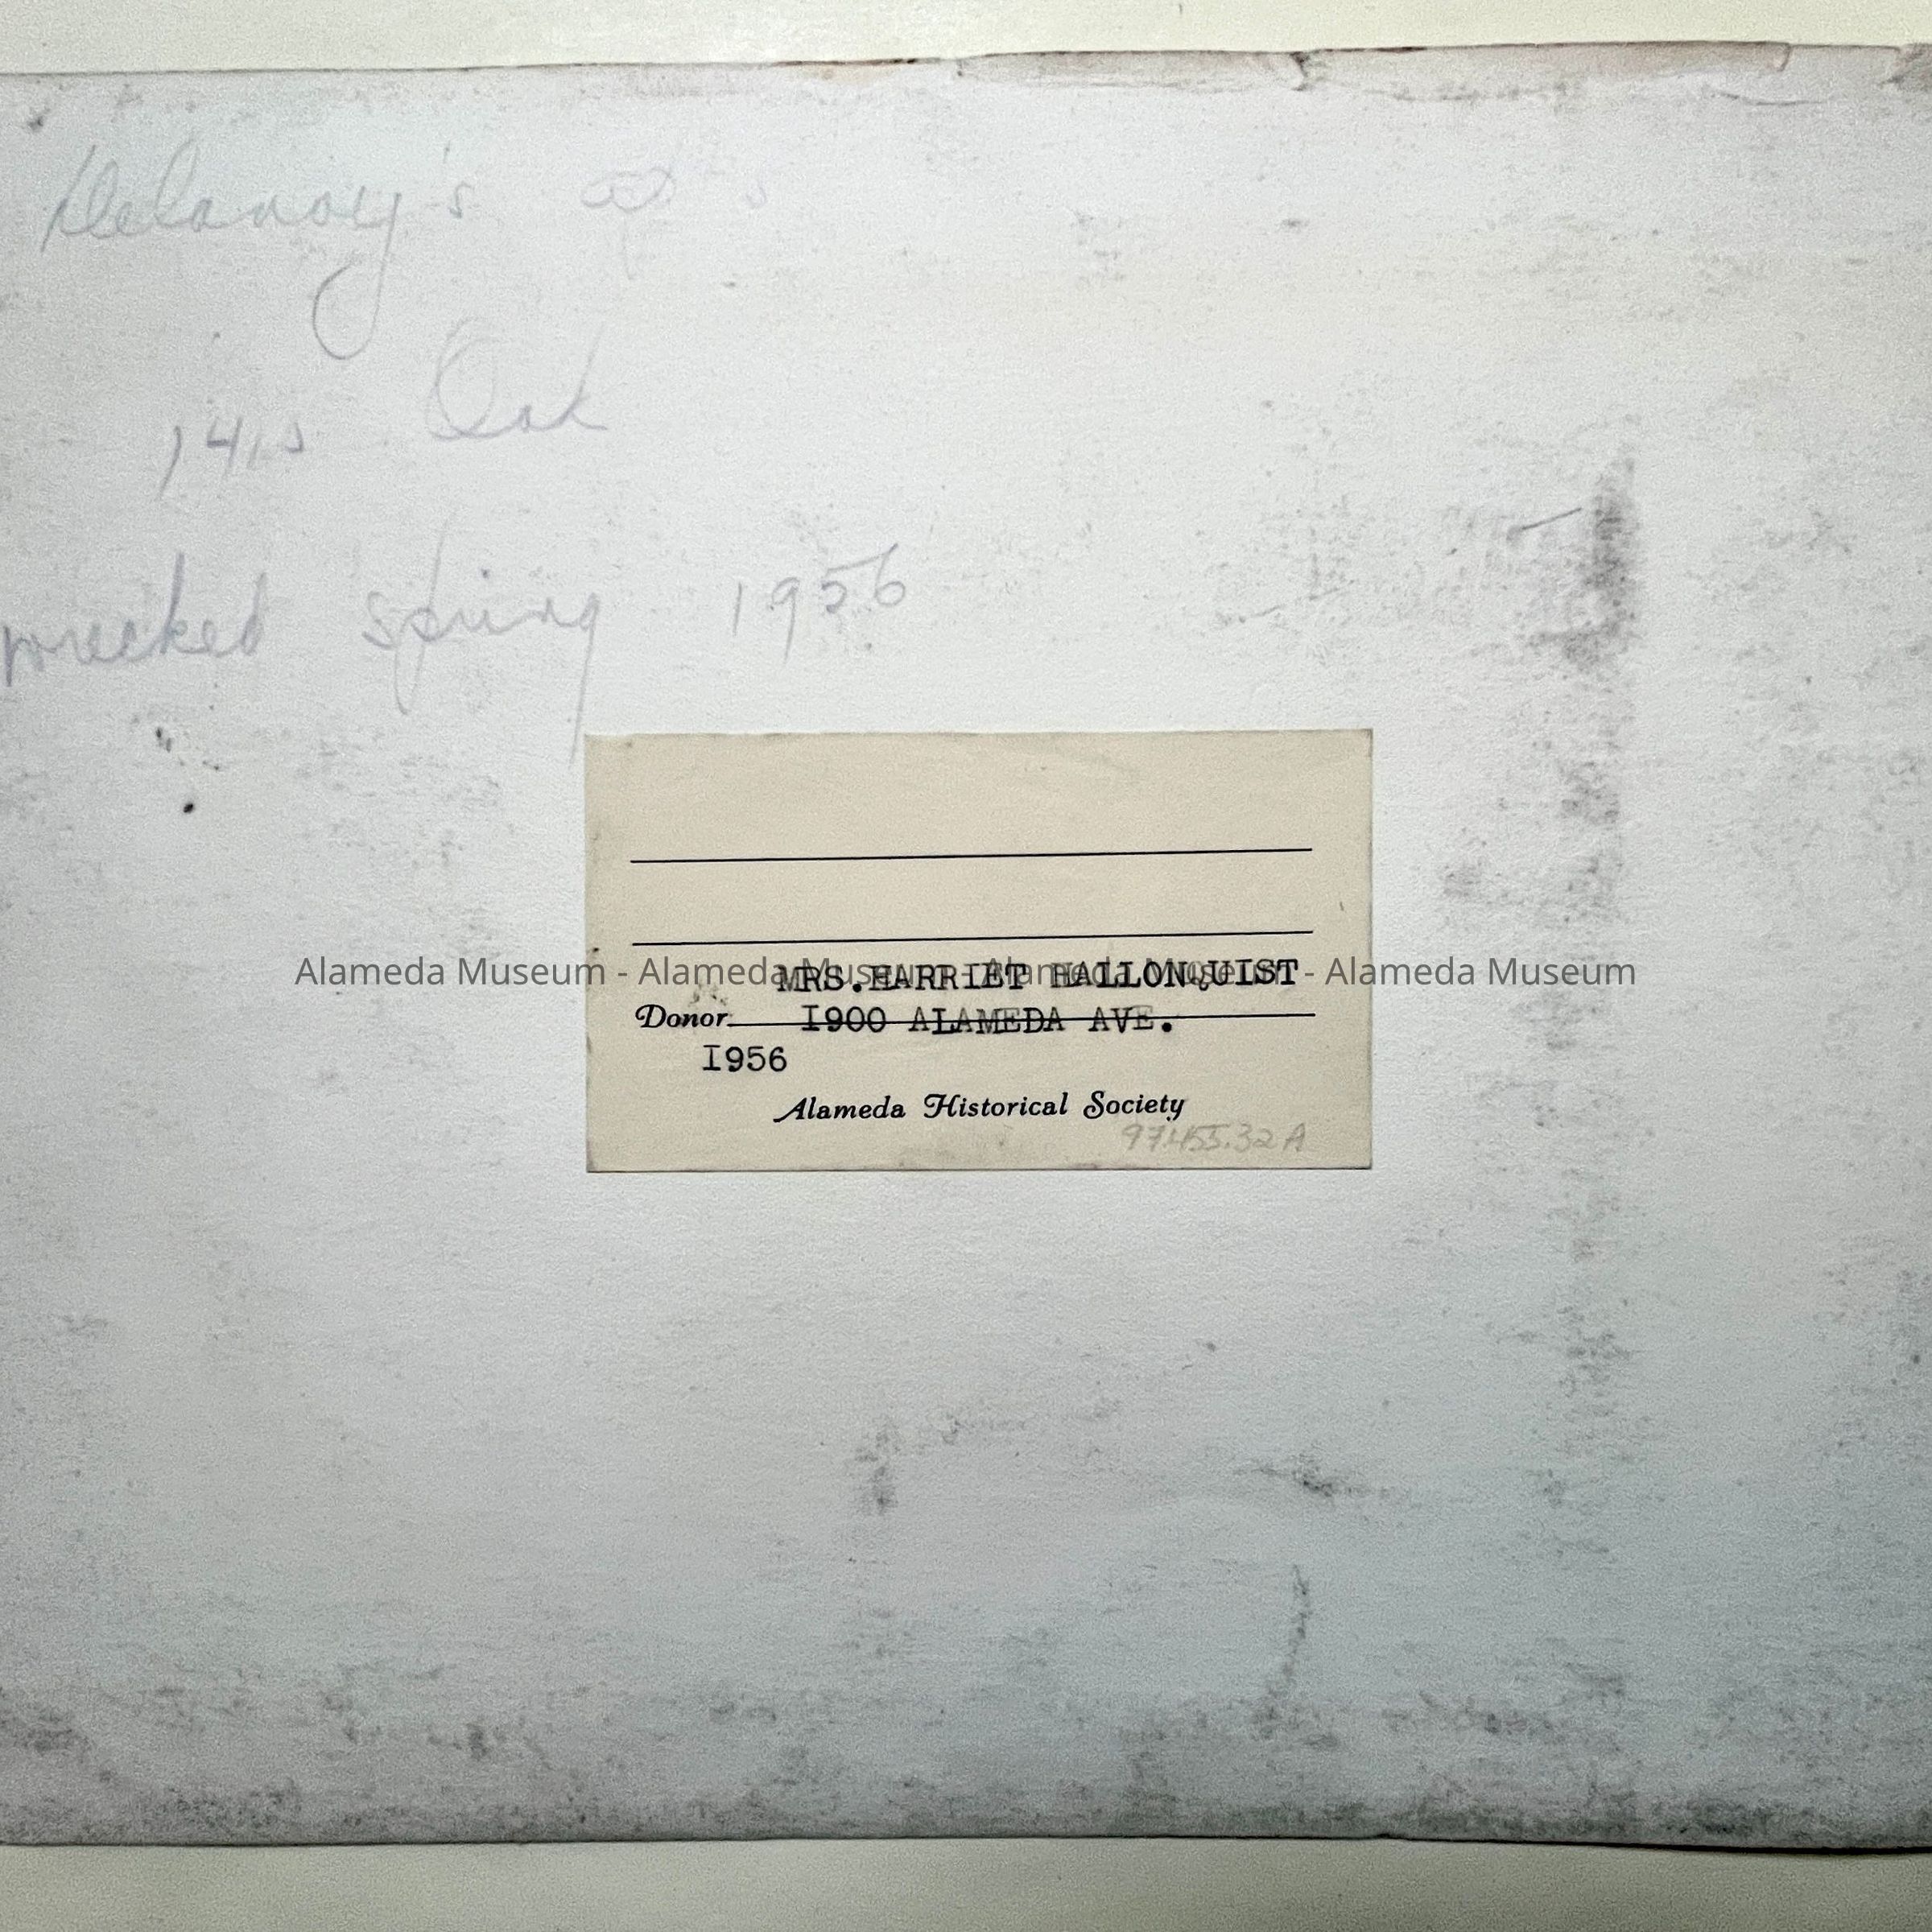 Delanoy's
Oak
wrecked spring 1956
MRS.HARRIET HALLONQUIST
Donor 1900 ALAMEDA AVE.
1956
Alameda Historical Society
97.455.32A
Alameda Museum - Alameda Museum - Alameda Museum - Alameda Museum